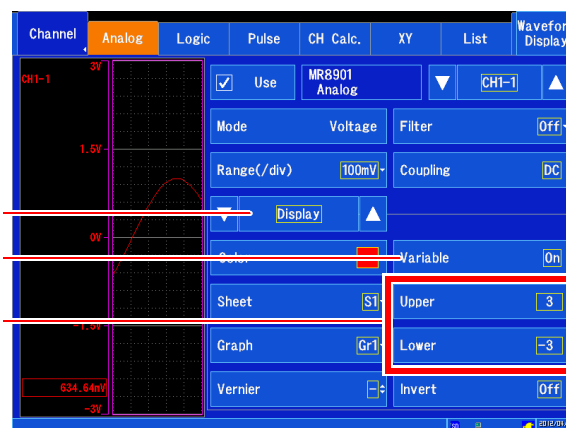 Channel
Analog
Logic
Pulse
CH Calc.
XY
List
Wavefor
Display
CH1-1
3V
1.5V
0V
-1.5V
634.64mV
-3V
Use
MR8901
Analog
CH1-1
Mode Voltage
Filter Off
Range(/div) 100mV
Coupling DC
Display
Color
Variable On
Sheet S1
Upper 3
Graph Gr1
Lower -3
Vernier -
Invert Off
SD